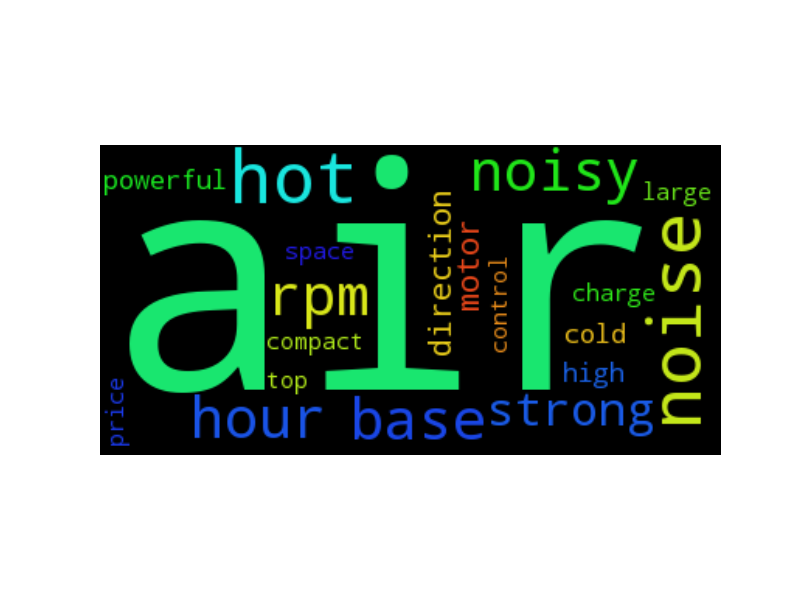 powerful
hot
noisy
large
air
space
rpm
compact
top
direction
motor
control
charge
cold
high
noise
price
hour
base
strong